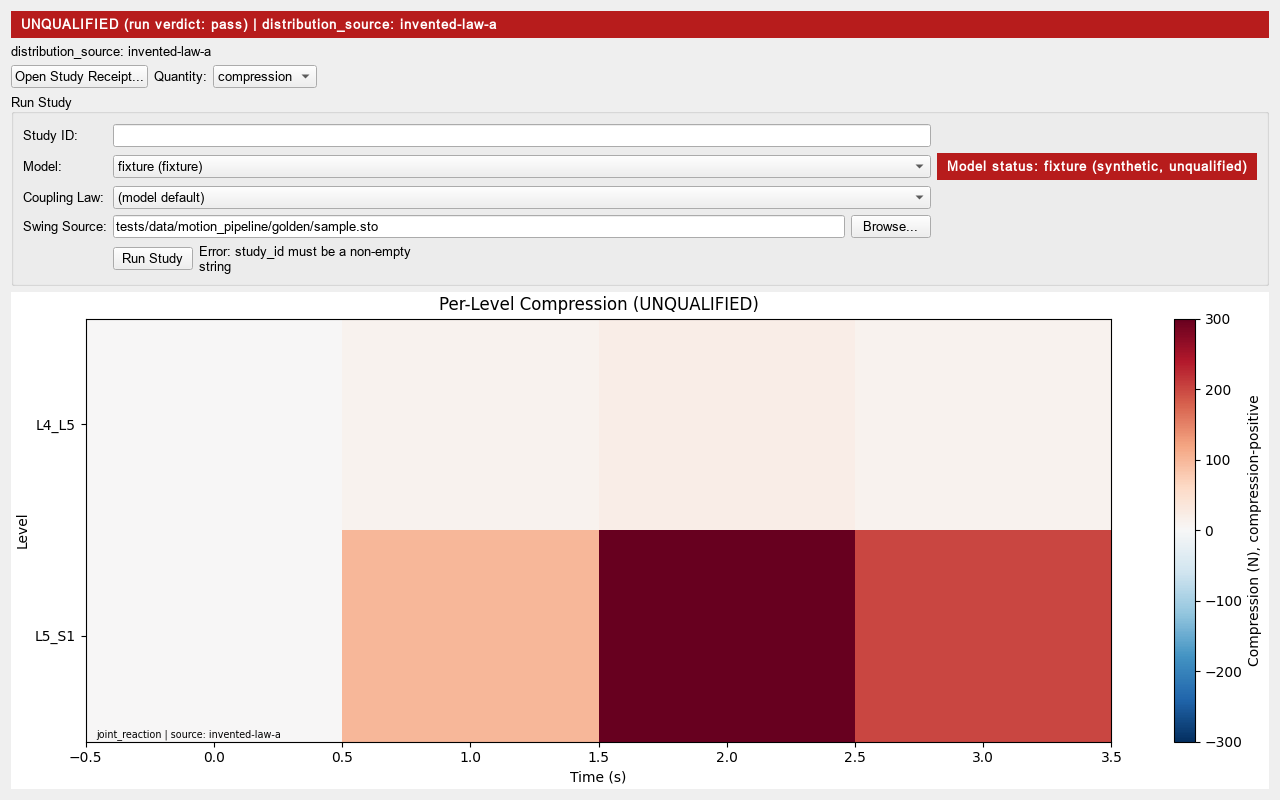 UNQUALIFIED (run verdict: pass) | distribution_source: invented-law-a
distribution_source: invented-law-a
Open Study Receipt... Quantity: compression
Run Study
Study ID:
Model: fixture (fixture) Model status: fixture (synthetic, unqualified)
Coupling Law: (model default)
Swing Source: tests/data/motion_pipeline/golden/sample.sto Browse...
Run Study Error: study_id must be a non-empty
string
Per-Level Compression (UNQUALIFIED)
Level
L4_L5
L5_S1
joint_reaction | source: invented-law-a
−0.5 0.0 0.5 1.0 1.5 2.0 2.5 3.0 3.5
Time (s)
300
200
100
0
−100
−200
−300
Compression (N), compression-positive